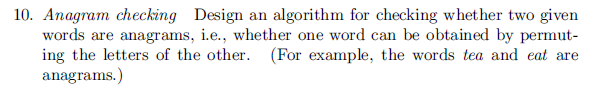 10. Anagram checking Design an algorithm for checking whether two given
words are anagrams, i.e., whether one word can be obtained by permut-
ing the letters of the other. (For example, the words tea and eat are
anagrams.)